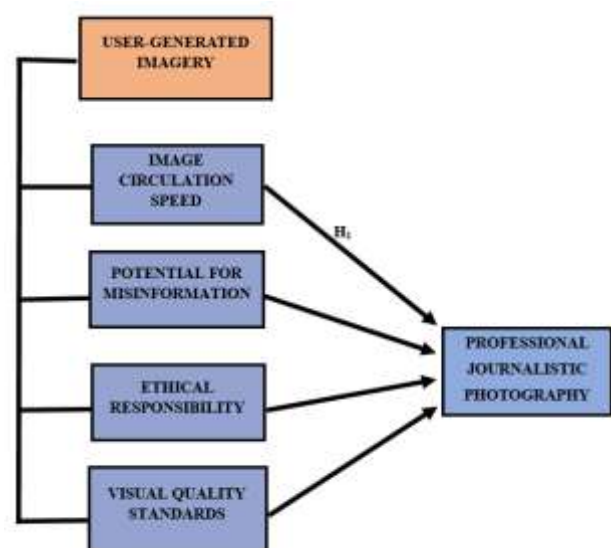 USER-GENERATED
IMAGERY
IMAGE
CIRCULATION
SPEED
H₁
POTENTIAL FOR
MISINFORMATION
PROFESSIONAL
JOURNALISTIC
PHOTOGRAPHY
ETHICAL
RESPONSIBILITY
VISUAL QUALITY
STANDARDS